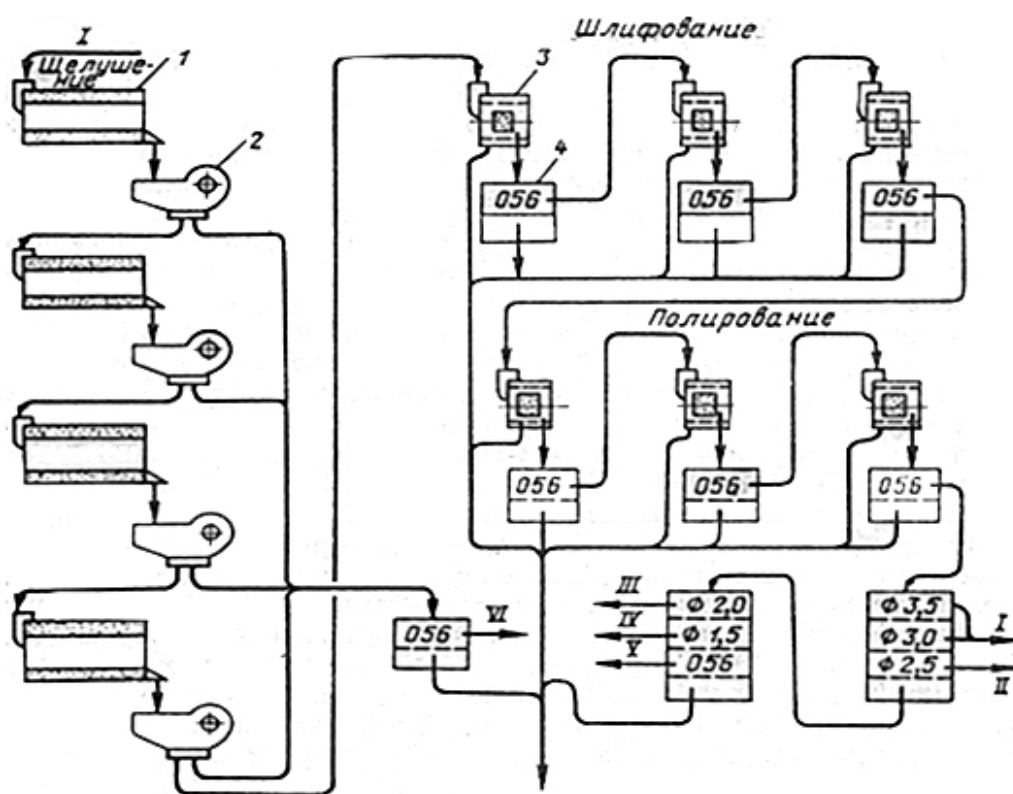 I
Щелуше-
ние
1
2
Шлифование
3
4
056
056
056
Полирование
056
056
056
056
VI
III
IV
V
Ф 2,0
Ф 1,5
056
Ф 3,5
Ф 3,0
Ф 2,5
I
II